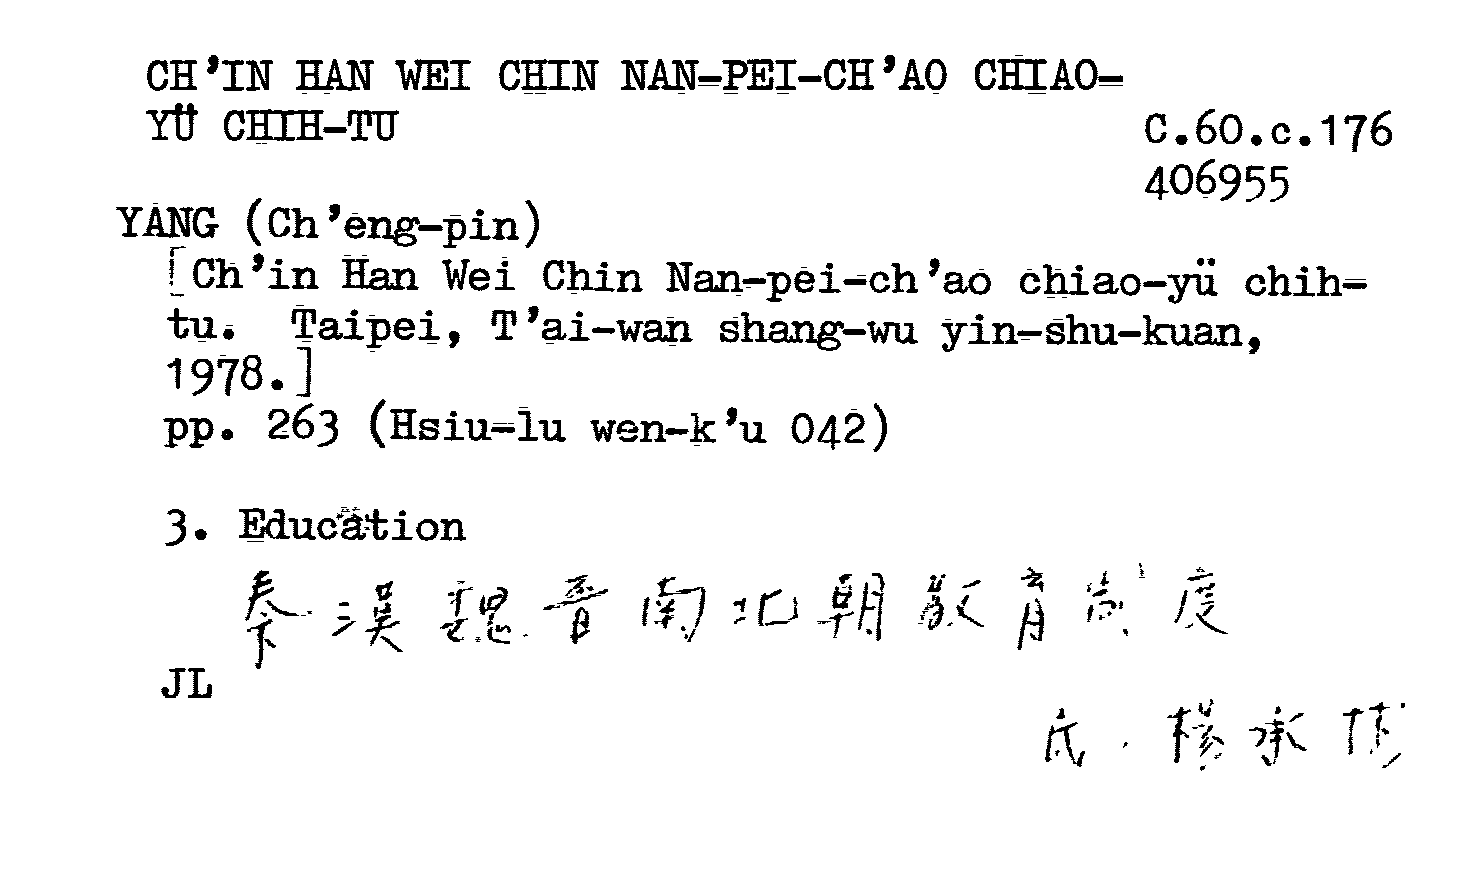 CH'IN HAN WEI CHIN NAN-PEI-CH'AO CHIAO-
YÜ CHIH-TU
C.60.c.176
406955
YANG (Ch'eng-pin)
[Ch'in Han Wei Chin Nan-pei-ch'ao chiao-yü chih-
tu. Taipei, T'ai-wan shang-wu yin-shu-kuan,
1978.]
pp. 263 (Hsiu-lu wen-k'u 042)
3. Education
秦漢魏晉南北朝敎育制度
JL
楊承彬